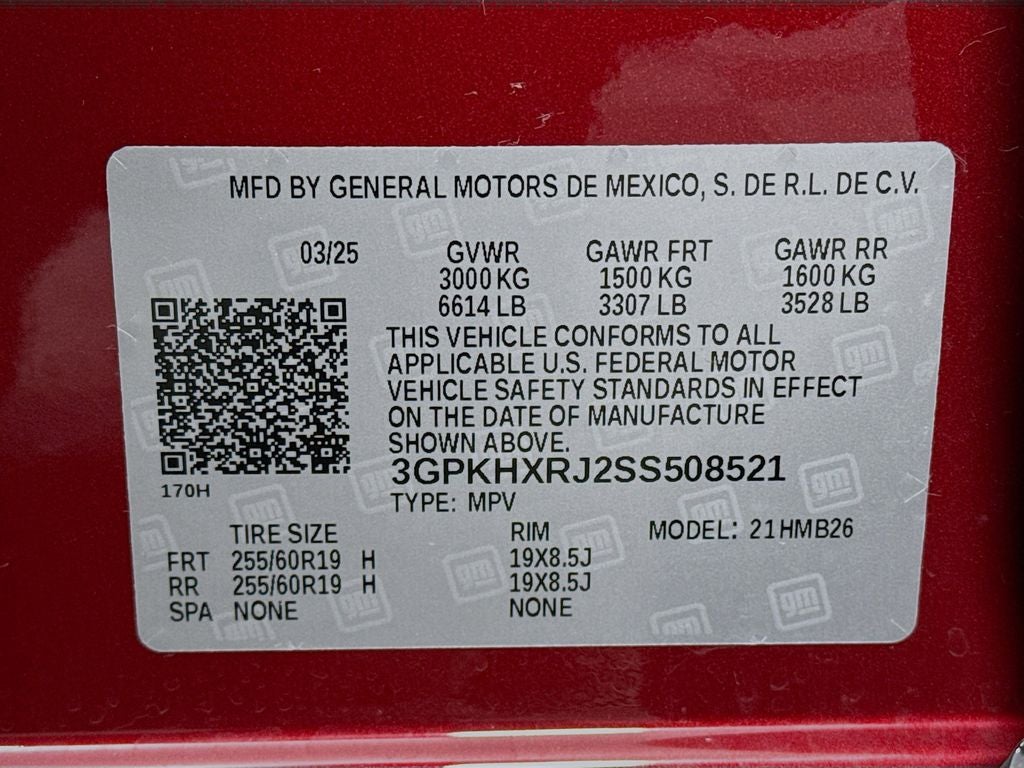 MFD BY GENERAL MOTORS DE MEXICO, S. DE R.L. DE C.V.
03/25 GVWR GAWR FRT GAWR RR
3000 KG 1500 KG 1600 KG
6614 LB 3307 LB 3528 LB
THIS VEHICLE CONFORMS TO ALL
APPLICABLE U.S. FEDERAL MOTOR
VEHICLE SAFETY STANDARDS IN EFFECT
ON THE DATE OF MANUFACTURE
SHOWN ABOVE.
3GPKHXRJ2SS508521
170H
TYPE: MPV
TIRE SIZE RIM MODEL: 21HMB26
FRT 255/60R19 H 19X8.5J
RR 255/60R19 H 19X8.5J
SPA NONE NONE